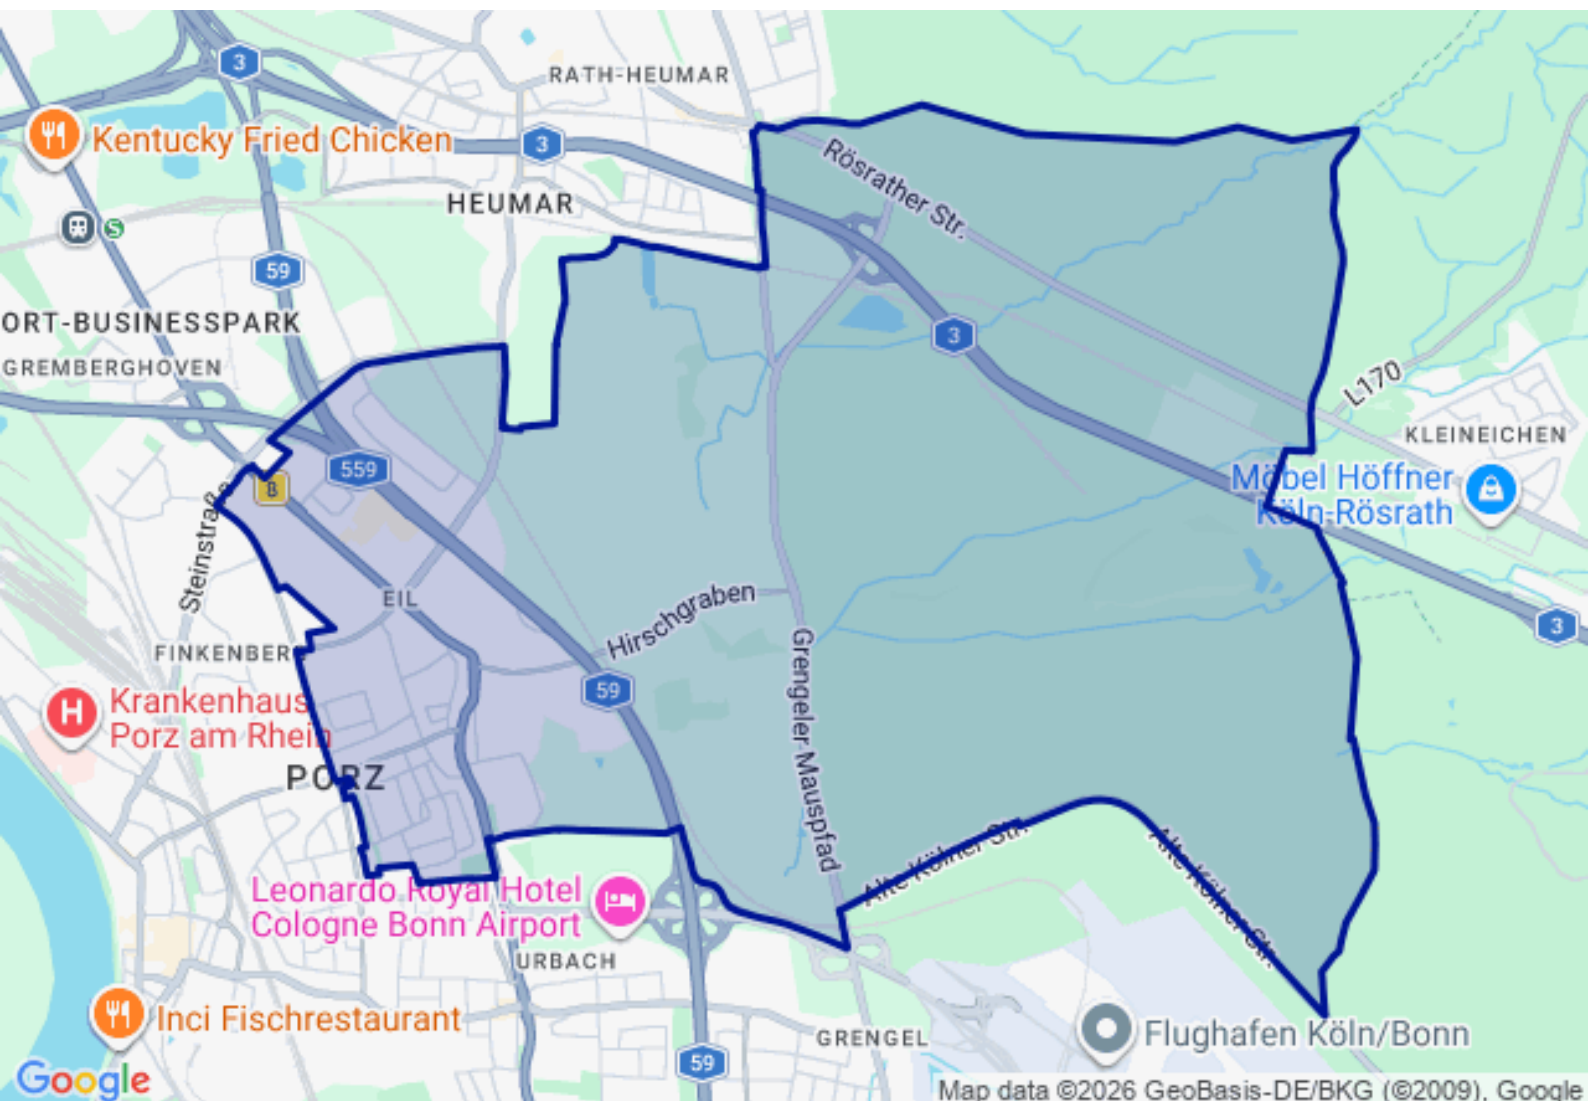 3
RATH-HEUMAR
Kentucky Fried Chicken
3
Rösrather Str.
HEUMAR
S
59
ORT-BUSINESSPARK
3
GREMBERGHOVEN
L170
KLEINEICHEN
559
8
Möbel Höffner
Köln-Rösrath
Steinstraße
EIL
Hirschgraben
3
FINKENBERG
Grengeler Mauspfad
59
H
Krankenhaus
Porz am Rhein
PORZ
Alte Kölner Str.
Alte Kölner Str.
Leonardo Royal Hotel
Cologne Bonn Airport
URBACH
Inci Fischrestaurant
GRENGEL
Flughafen Köln/Bonn
59
Google
Map data ©2026 GeoBasis-DE/BKG (©2009), Google